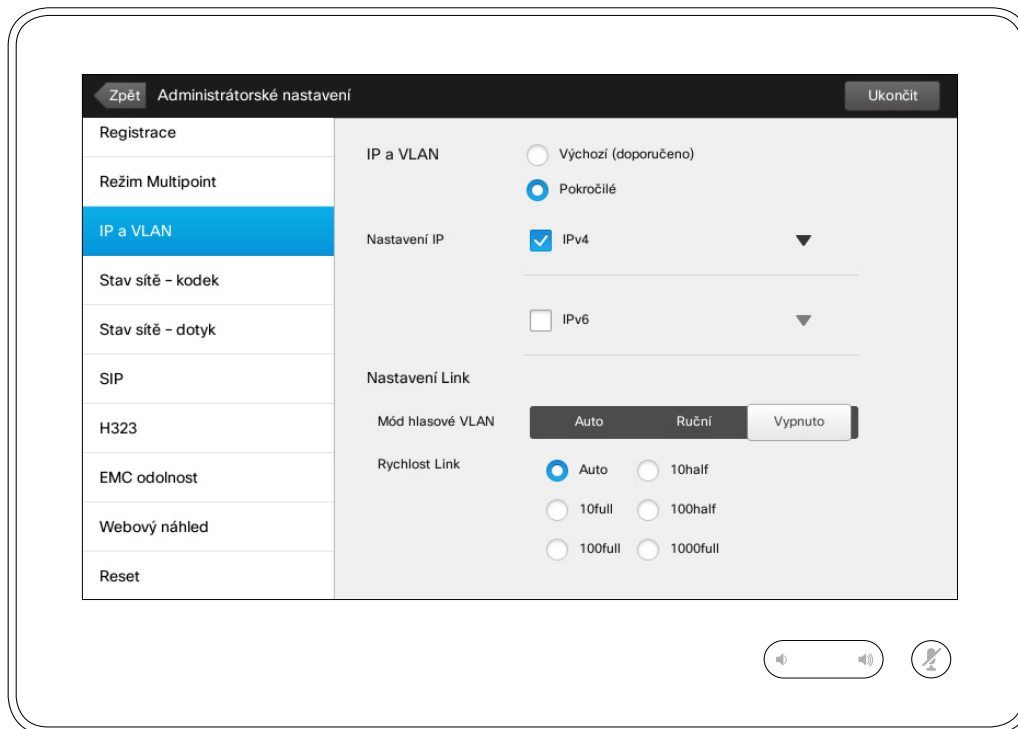 Zpět Administrátorské nastavení Ukončit
Registrace
Režim Multipoint
IP a VLAN
Stav sítě – kodek
Stav sítě – dotyk
SIP
H323
EMC odolnost
Webový náhled
Reset
IP a VLAN Výchozí (doporučeno)
Pokročilé
Nastavení IP IPv4
IPv6
Nastavení Link
Mód hlasové VLAN Auto Ruční Vypnuto
Rychlost Link Auto 10half
10full 100half
100full 1000full